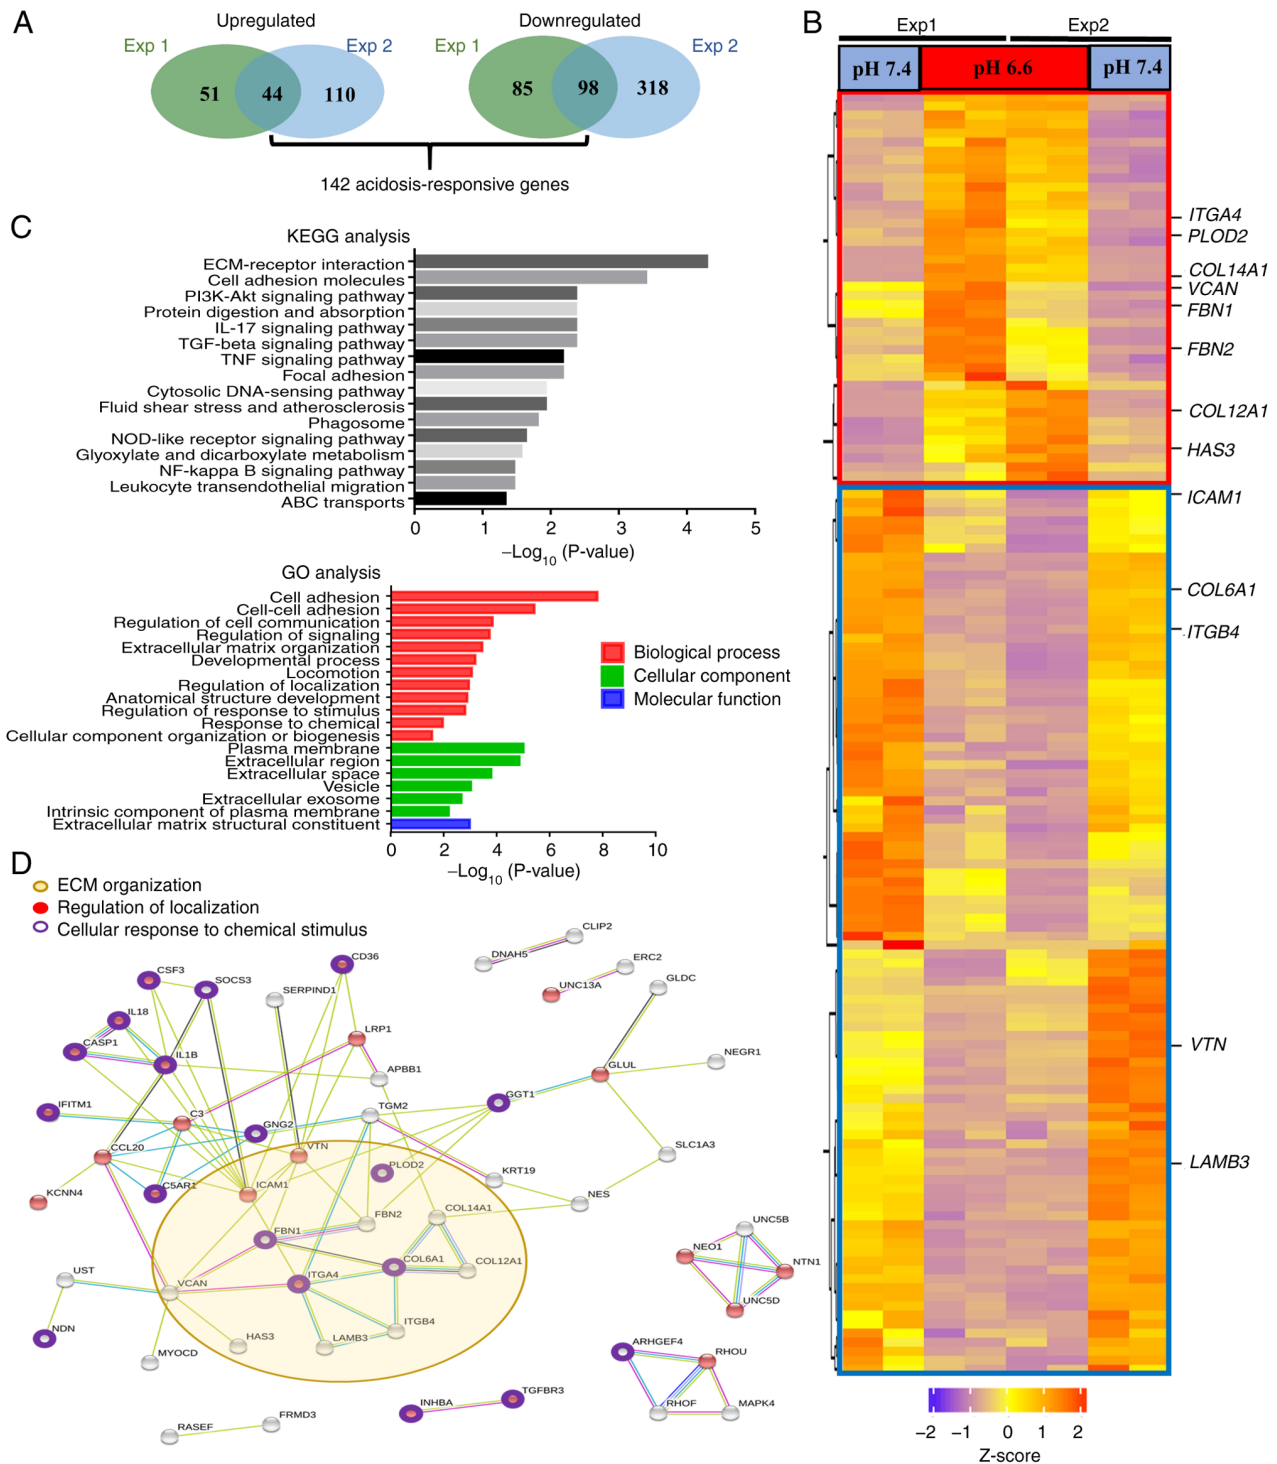 A
Upregulated
Downregulated
Exp 1
Exp 2
Exp 1
Exp 2
51
44
110
85
98
318
142 acidosis-responsive genes
B
Exp1
Exp2
pH 7.4
pH 6.6
pH 7.4
ITGA4
PLOD2
COL14A1
VCAN
FBN1
FBN2
COL12A1
HAS3
ICAM1
COL6A1
ITGB4
VTN
LAMB3
−2 −1 0 1 2
Z-score
C
KEGG analysis
ECM-receptor interaction
Cell adhesion molecules
PI3K-Akt signaling pathway
Protein digestion and absorption
IL-17 signaling pathway
TGF-beta signaling pathway
TNF signaling pathway
Focal adhesion
Cytosolic DNA-sensing pathway
Fluid shear stress and atherosclerosis
Phagosome
NOD-like receptor signaling pathway
Glyoxylate and dicarboxylate metabolism
NF-kappa B signaling pathway
Leukocyte transendothelial migration
ABC transports
0 1 2 3 4 5
−Log10 (P-value)
GO analysis
Cell adhesion
Cell-cell adhesion
Regulation of cell communication
Regulation of signaling
Extracellular matrix organization
Developmental process
Locomotion
Regulation of localization
Anatomical structure development
Regulation of response to stimulus
Response to chemical
Cellular component organization or biogenesis
Plasma membrane
Extracellular region
Extracellular space
Vesicle
Extracellular exosome
Intrinsic component of plasma membrane
Extracellular matrix structural constituent
Biological process
Cellular component
Molecular function
0 2 4 6 8 10
−Log10 (P-value)
D
ECM organization
Regulation of localization
Cellular response to chemical stimulus
CLIP2
DNAH5
ERC2
UNC13A
GLDC
CD36
CSF3
SOCS3
SERPIND1
IL18
LRP1
CASP1
IL1B
APBB1
GLUL
NEGR1
IFITM1
C3
GNG2
TGM2
GGT1
CCL20
VTN
PLOD2
SLC1A3
KCNN4
C5AR1
ICAM1
KRT19
NES
FBN2
COL14A1
FBN1
COL6A1
COL12A1
UST
VCAN
ITGA4
UNC5B
NEO1
NTN1
UNC5D
NDN
MYOCD
HAS3
LAMB3
ITGB4
ARHGEF4
RHOU
RHOF
MAPK4
INHBA
TGFBR3
RASEF
FRMD3